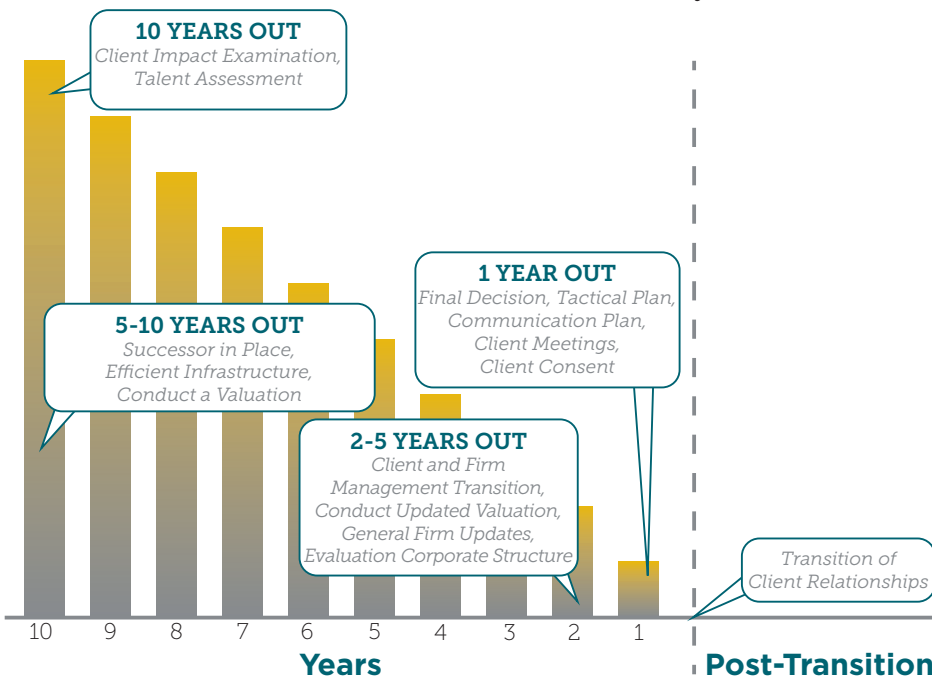 10 YEARS OUT
Client Impact Examination,
Talent Assessment
5-10 YEARS OUT
Successor in Place,
Efficient Infrastructure,
Conduct a Valuation
1 YEAR OUT
Final Decision, Tactical Plan,
Communication Plan,
Client Meetings,
Client Consent
2-5 YEARS OUT
Client and Firm
Management Transition,
Conduct Updated Valuation,
General Firm Updates,
Evaluation Corporate Structure
Transition of
Client Relationships
10 9 8 7 6 5 4 3 2 1
Years Post-Transition